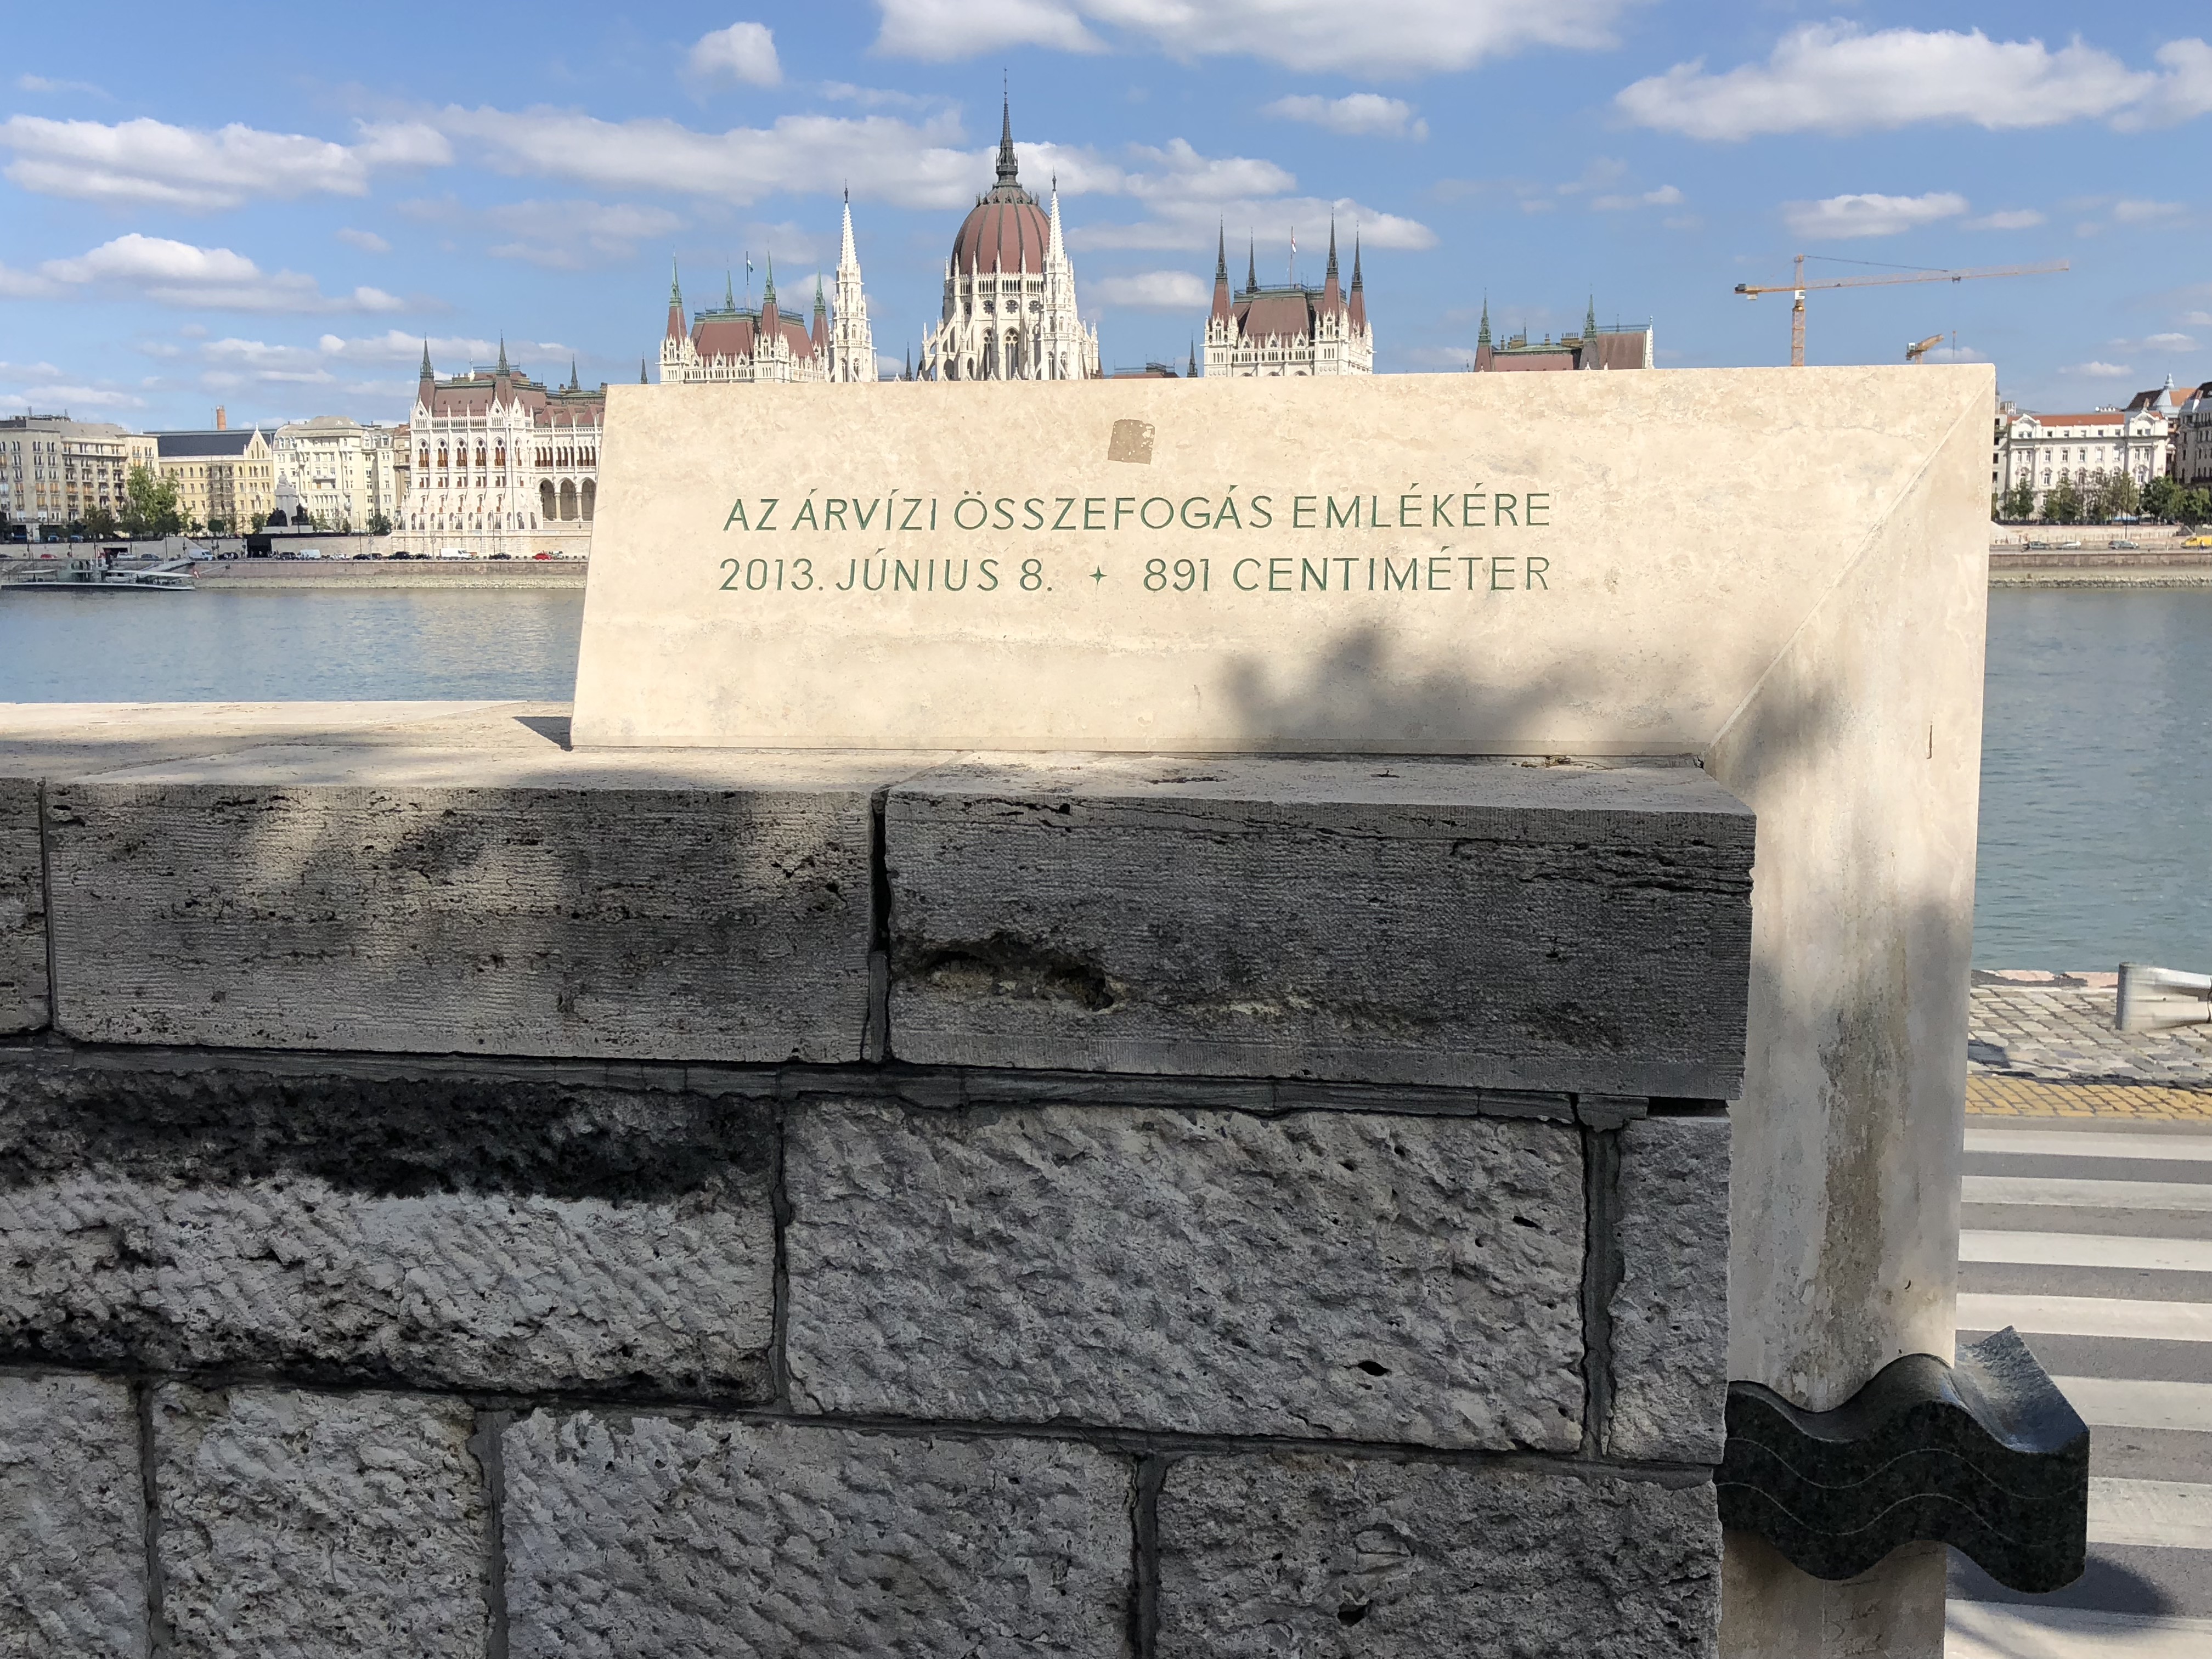 AZ ÁRVÍZI ÖSSZEFOGÁS EMLÉKÉRE
2013. JÚNIUS 8. ✦ 891 CENTIMÉTER